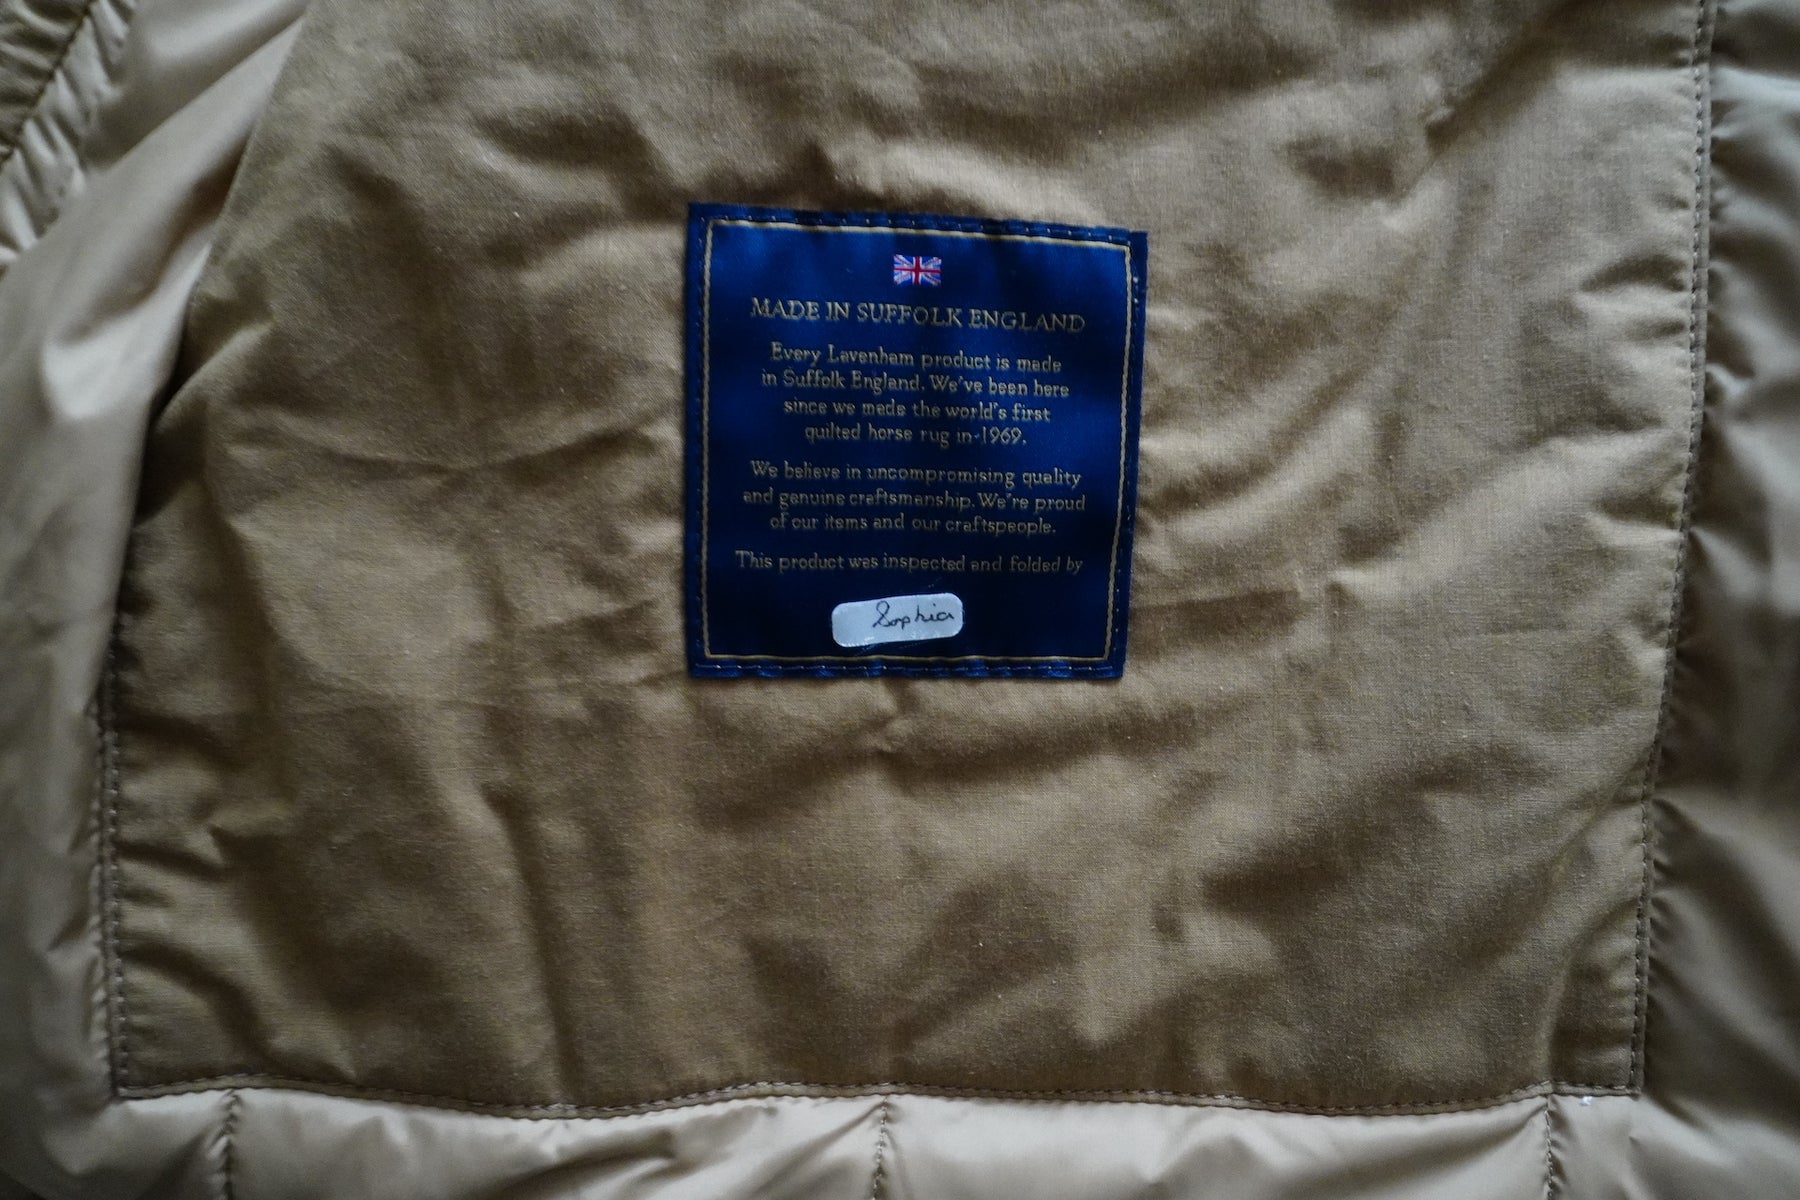 MADE IN SUFFOLK ENGLAND
Every Lavenham product is made
in Suffolk England. We've been here
since we made the world's first
quilted horse rug in 1969.
We believe in uncompromising quality
and genuine craftsmanship. We're proud
of our items and our craftspeople.
This product was inspected and folded by
Sophia